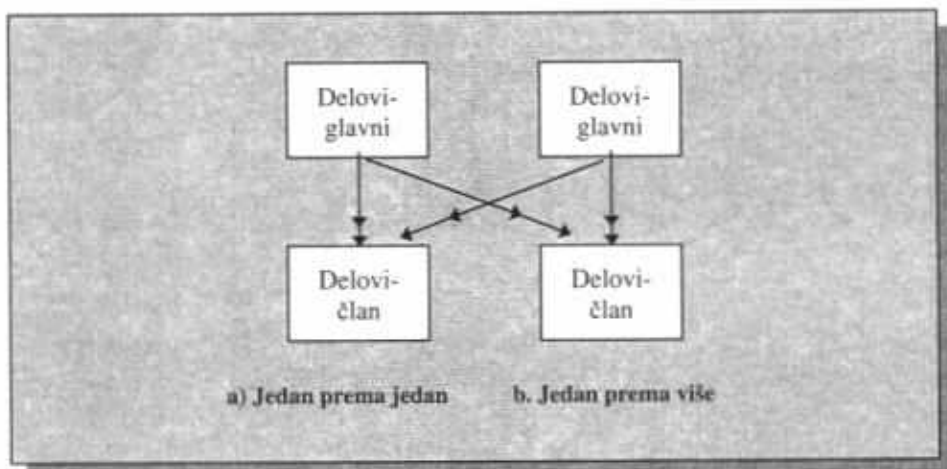 Delovi-
glavni
Delovi-
glavni
Delovi-
član
Delovi-
član
a) Jedan prema jedan
b. Jedan prema više